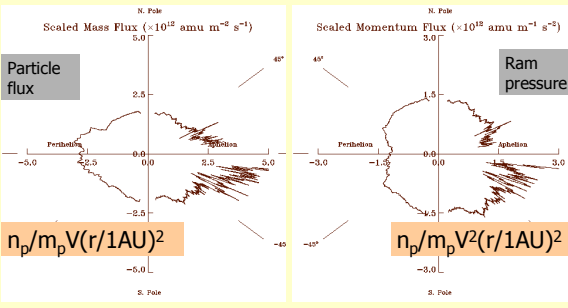 N. Pole
Scaled Mass Flux (×10¹² amu m⁻² s⁻¹)
5.0
45°
Particle
flux
2.5
Perihelion
Aphelion
−5.0
−2.5
0.0
2.5
5.0
−2.5
n_p/m_pV(r/1AU)²
−45°
−5.0
S. Pole
N. Pole
Scaled Momentum Flux (×10¹² amu m⁻¹ s⁻²)
3.0
45°
Ram
pressure
1.5
Perihelion
Aphelion
−3.0
−1.5
0.0
1.5
3.0
−1.5
n_p/m_pV²(r/1AU)²
−45°
−3.0
S. Pole